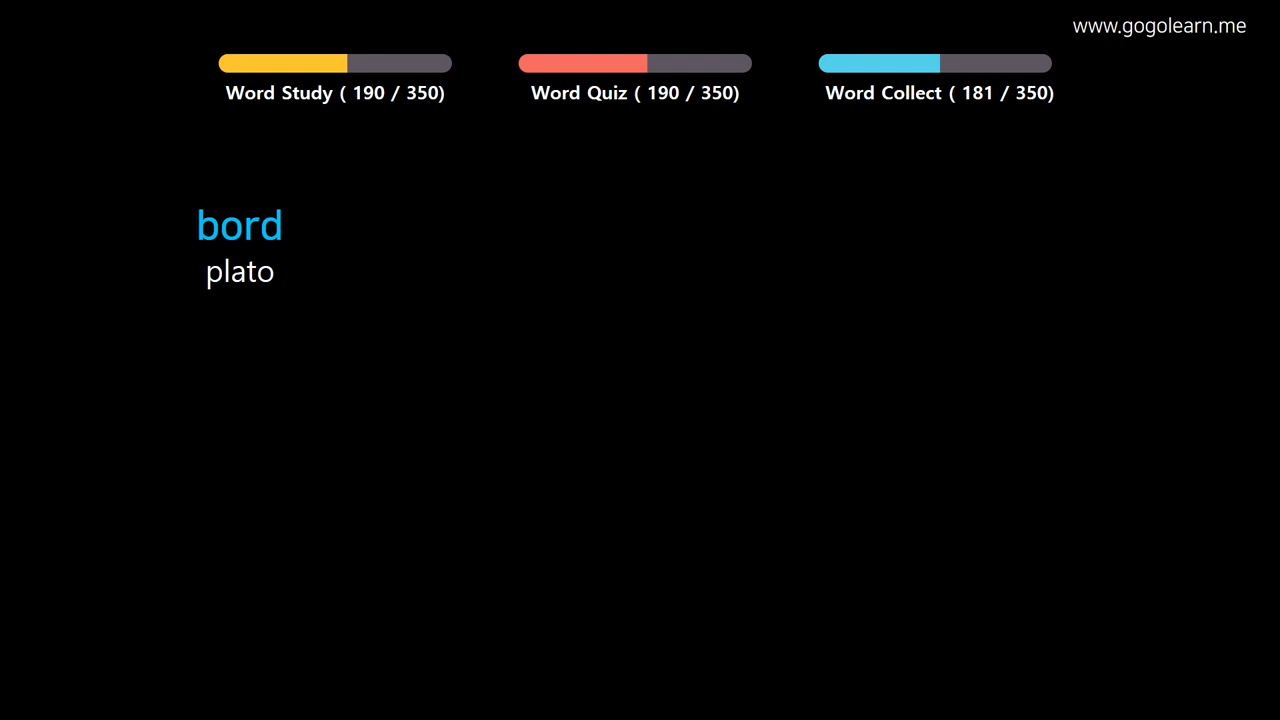 www.gogolearn.me
Word Study ( 190 / 350)
Word Quiz ( 190 / 350)
Word Collect ( 181 / 350)
bord
plato